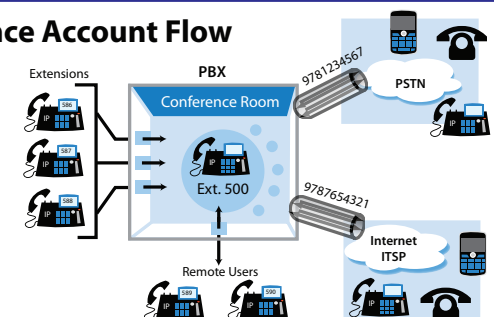 nce Account Flow
Extensions
PBX
Conference Room
586
IP
587
IP
588
IP
IP
Ext. 500
9781234567
PSTN
IP
9787654321
Internet
ITSP
IP
Remote Users
589
IP
590
IP